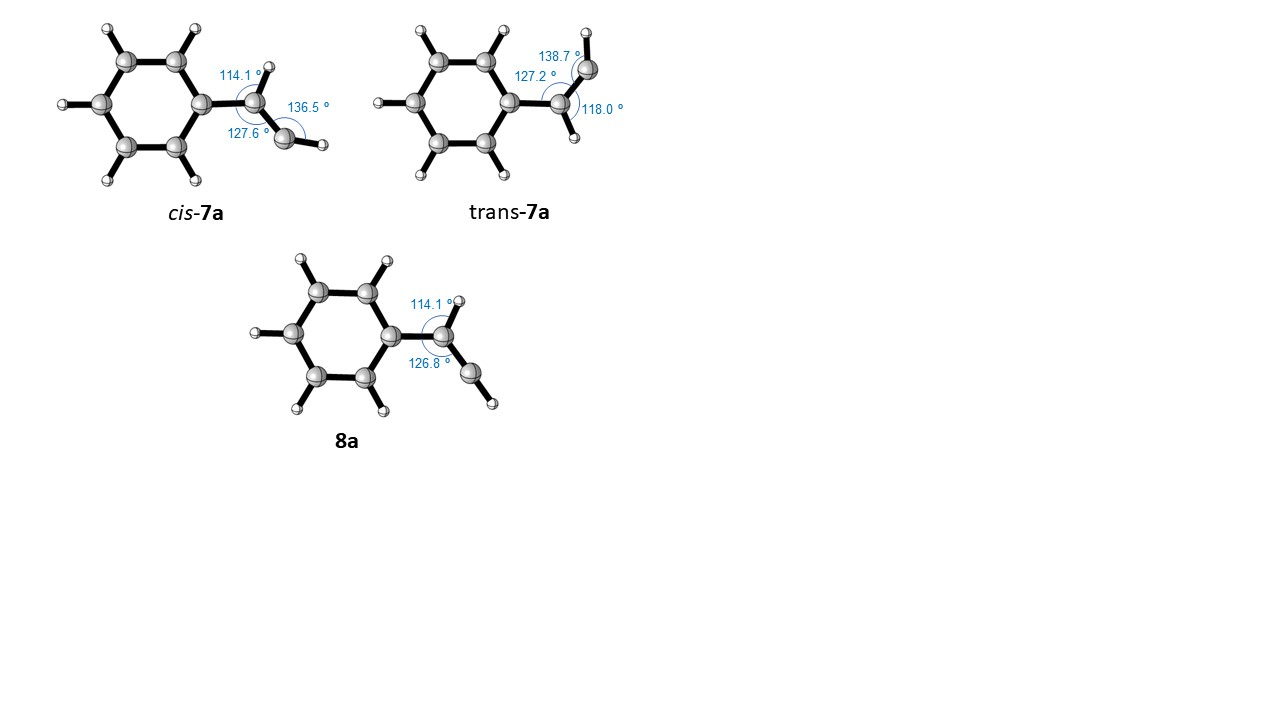 138.7 º
127.2 º
114.1 º
136.5 º
118.0 º
127.6 º
cis-7a
trans-7a
114.1 º
126.8 º
8a